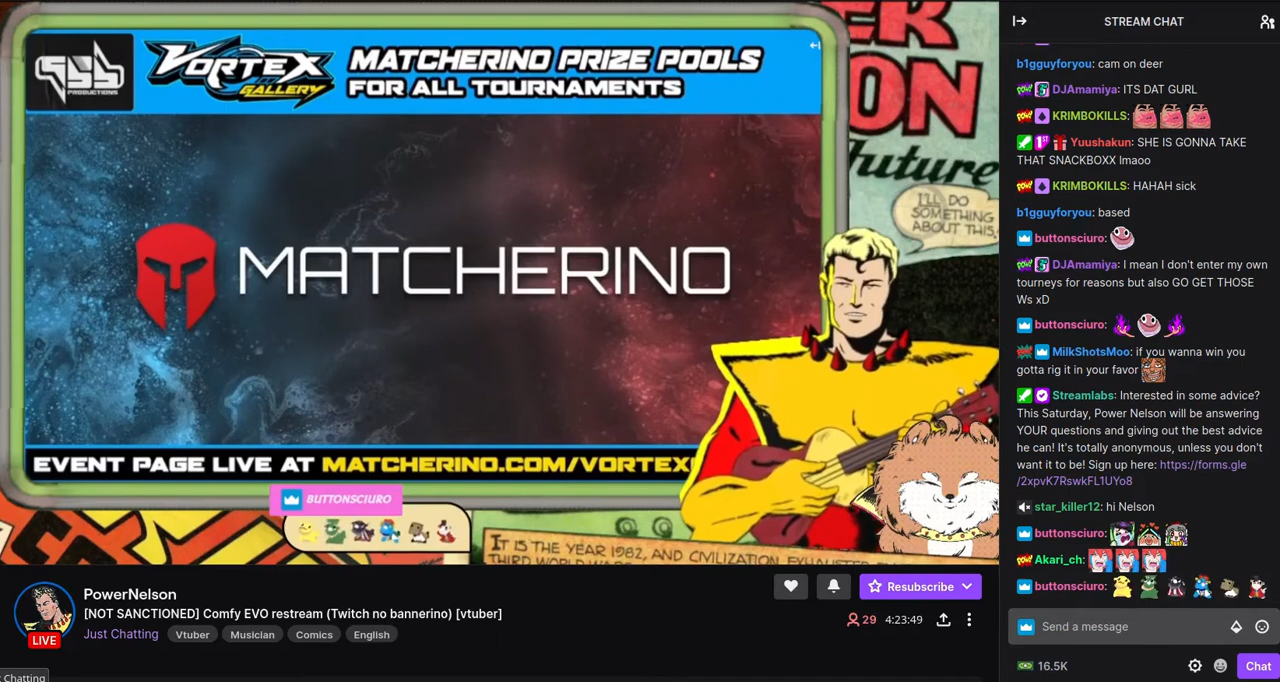 PRODUCTIONS
VORTEX
GALLERY
MATCHERINO PRIZE POOLS
FOR ALL TOURNAMENTS
MATCHERINO
EVENT PAGE LIVE AT MATCHERINO.COM/VORTEX
ER
ON
Future
I'LL DO
SOMETHING
ABOUT THIS,
BUTTONSCIURO
IT IS THE YEAR 1982, AND CIVILIZATION, EXHAUSTED
THIRD WORLD
PowerNelson
[NOT SANCTIONED] Comfy EVO restream (Twitch no bannerino) [vtuber]
Just Chatting
Vtuber
Musician
Comics
English
LIVE
Resubscribe
29
4:23:49
Chatting
STREAM CHAT
b1gguyforyou: cam on deer
DJAmamiya: ITS DAT GURL
KRIMBOKILLS:
1ST Yuushakun: SHE IS GONNA TAKE
THAT SNACKBOXX lmaoo
KRIMBOKILLS: HAHAH sick
b1gguyforyou: based
buttonsciuro:
DJAmamiya: I mean I don't enter my own
tourneys for reasons but also GO GET THOSE
Ws xD
buttonsciuro:
MilkShotsMoo: if you wanna win you
gotta rig it in your favor
Streamlabs: Interested in some advice?
This Saturday, Power Nelson will be answering
YOUR questions and giving out the best advice
he can! It's totally anonymous, unless you don't
want it to be! Sign up here: https://forms.gle
/2xpvK7RswkFL1UYo8
star_killer12: hi Nelson
buttonsciuro:
POW! Akari_ch:
buttonsciuro:
Send a message
16.5K
Chat